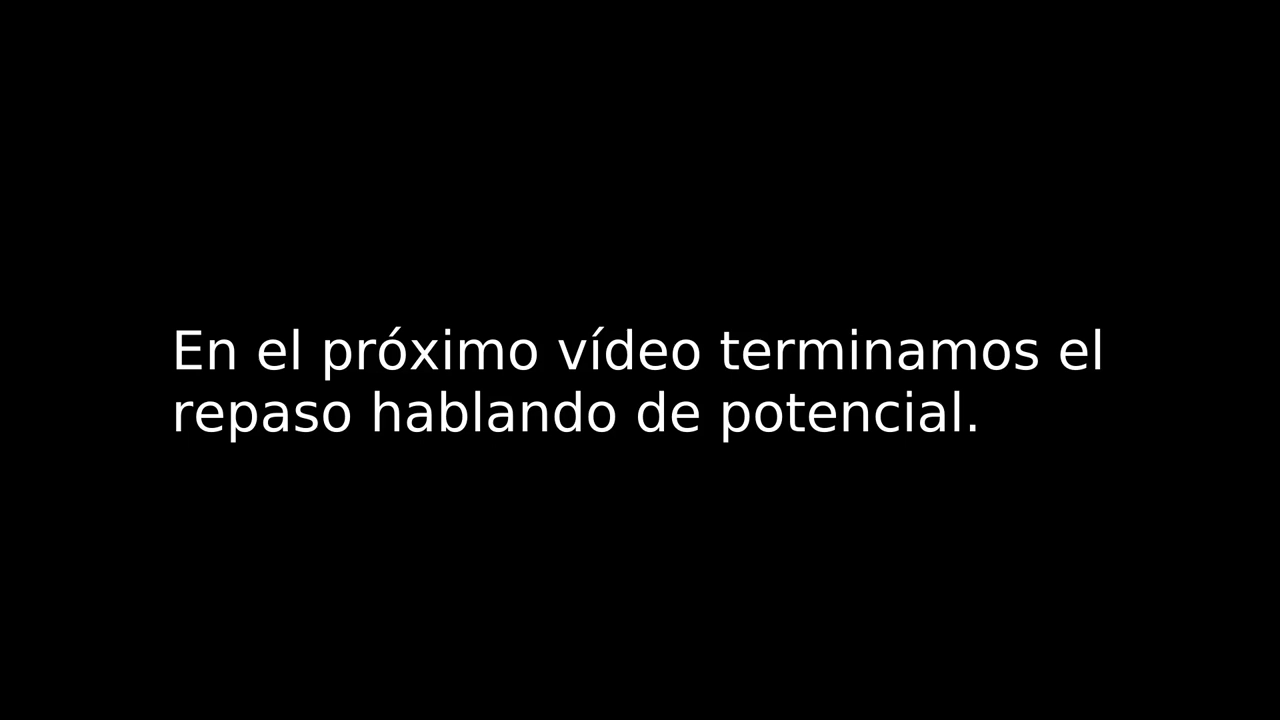 En el próximo vídeo terminamos el
repaso hablando de potencial.